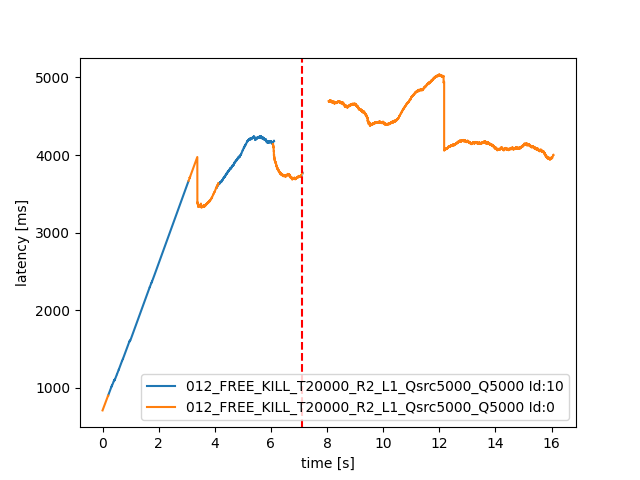 5000
4000
3000
2000
1000
latency [ms]
012_FREE_KILL_T20000_R2_L1_Qsrc5000_Q5000 Id:10
012_FREE_KILL_T20000_R2_L1_Qsrc5000_Q5000 Id:0
0 2 4 6 8 10 12 14 16
time [s]